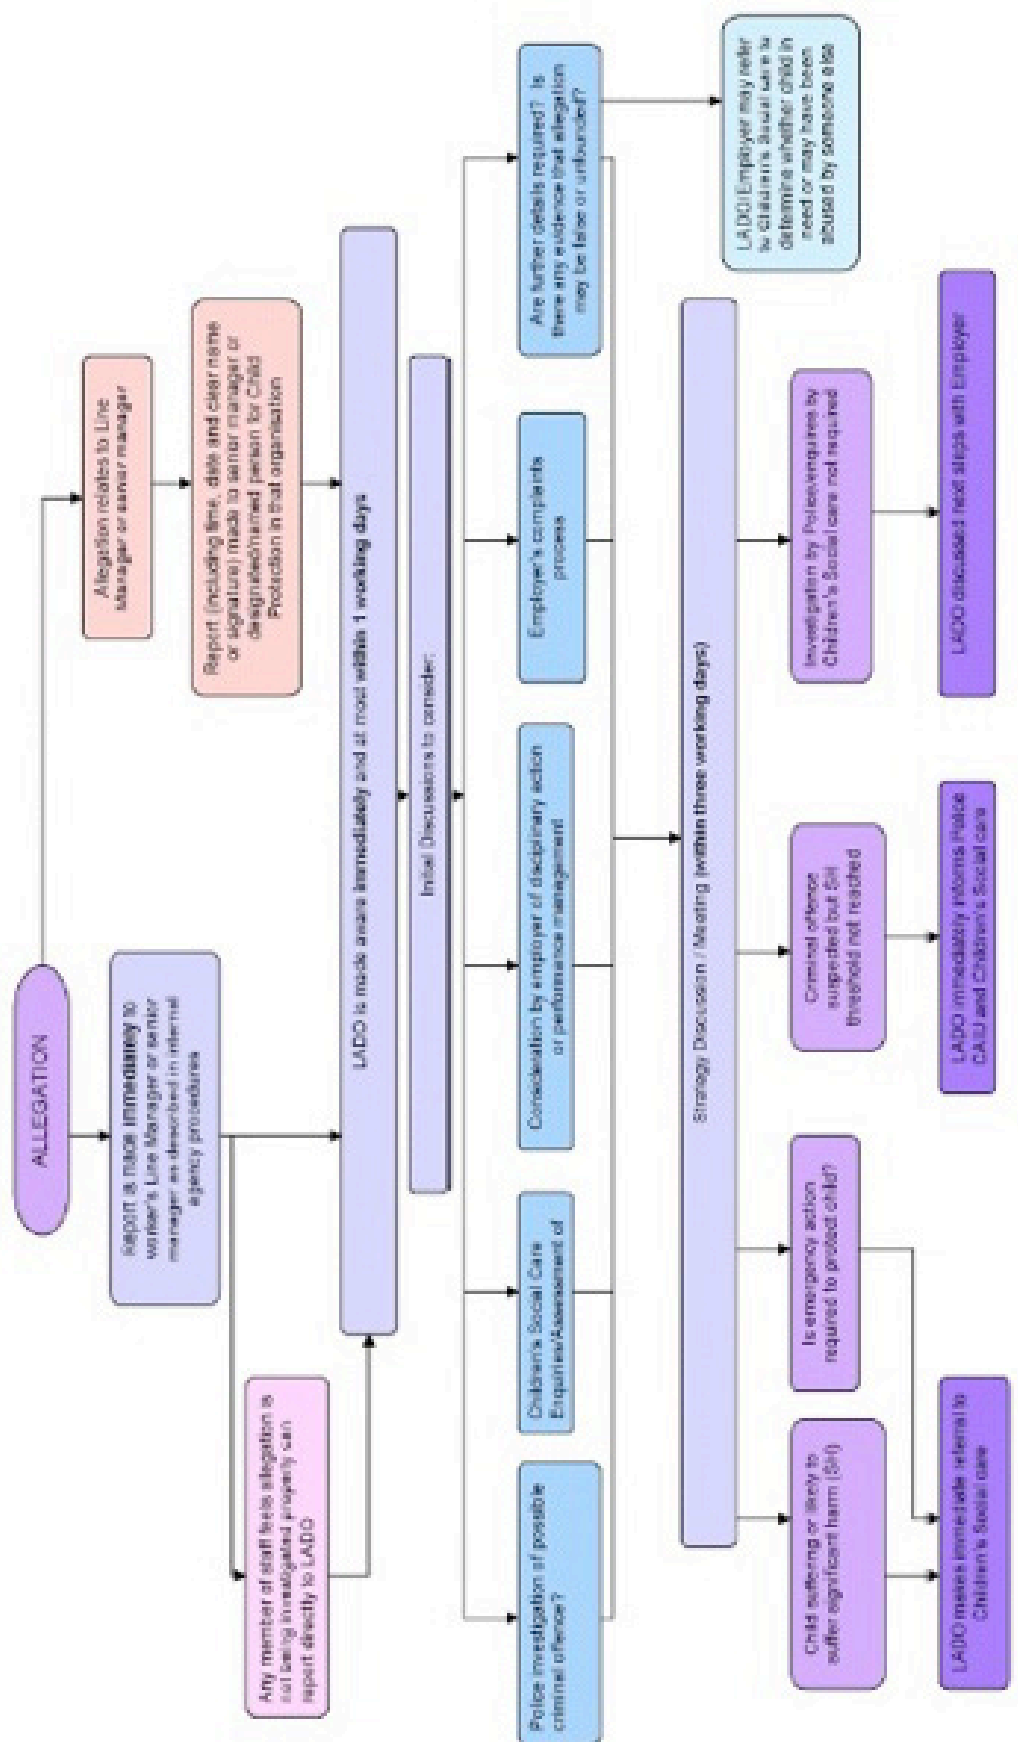 ALLEGATION
Report is made immediately to
worker's Line Manager or senior
manager as described in internal
agency procedures
Allegation relates to Line
Manager or senior manager
Report (including time, date and clear name
or signature) made to senior manager or
designated/named person for Child
Protection in that organisation
Any member of staff feels allegation is
not being investigated properly can
report directly to LADO
LADO is made aware immediately and at most within 1 working days
Initial Discussions to consider:
Police investigation of possible
criminal offence?
Children's Social Care
Enquiries/Assessment of
Consideration by employer of disciplinary action
or performance management
Employer's complaints
process
Are further details required? Is
there any evidence that allegation
may be false or unfounded?
LADO/Employer may refer
to Children's Social care to
determine whether child in
need or may have been
abused by someone else
Strategy Discussion / Meeting (within three working days)
Child suffering or likely to
suffer significant harm (SH)
Is emergency action
required to protect child?
Criminal offence
suspected but SH
threshold not reached
Investigation by Police/enquires by
Children's Social care not required
LADO makes immediate referral to
Children's Social care
LADO immediately informs Police
CAIU and Children's Social care
LADO discussed next steps with Employer